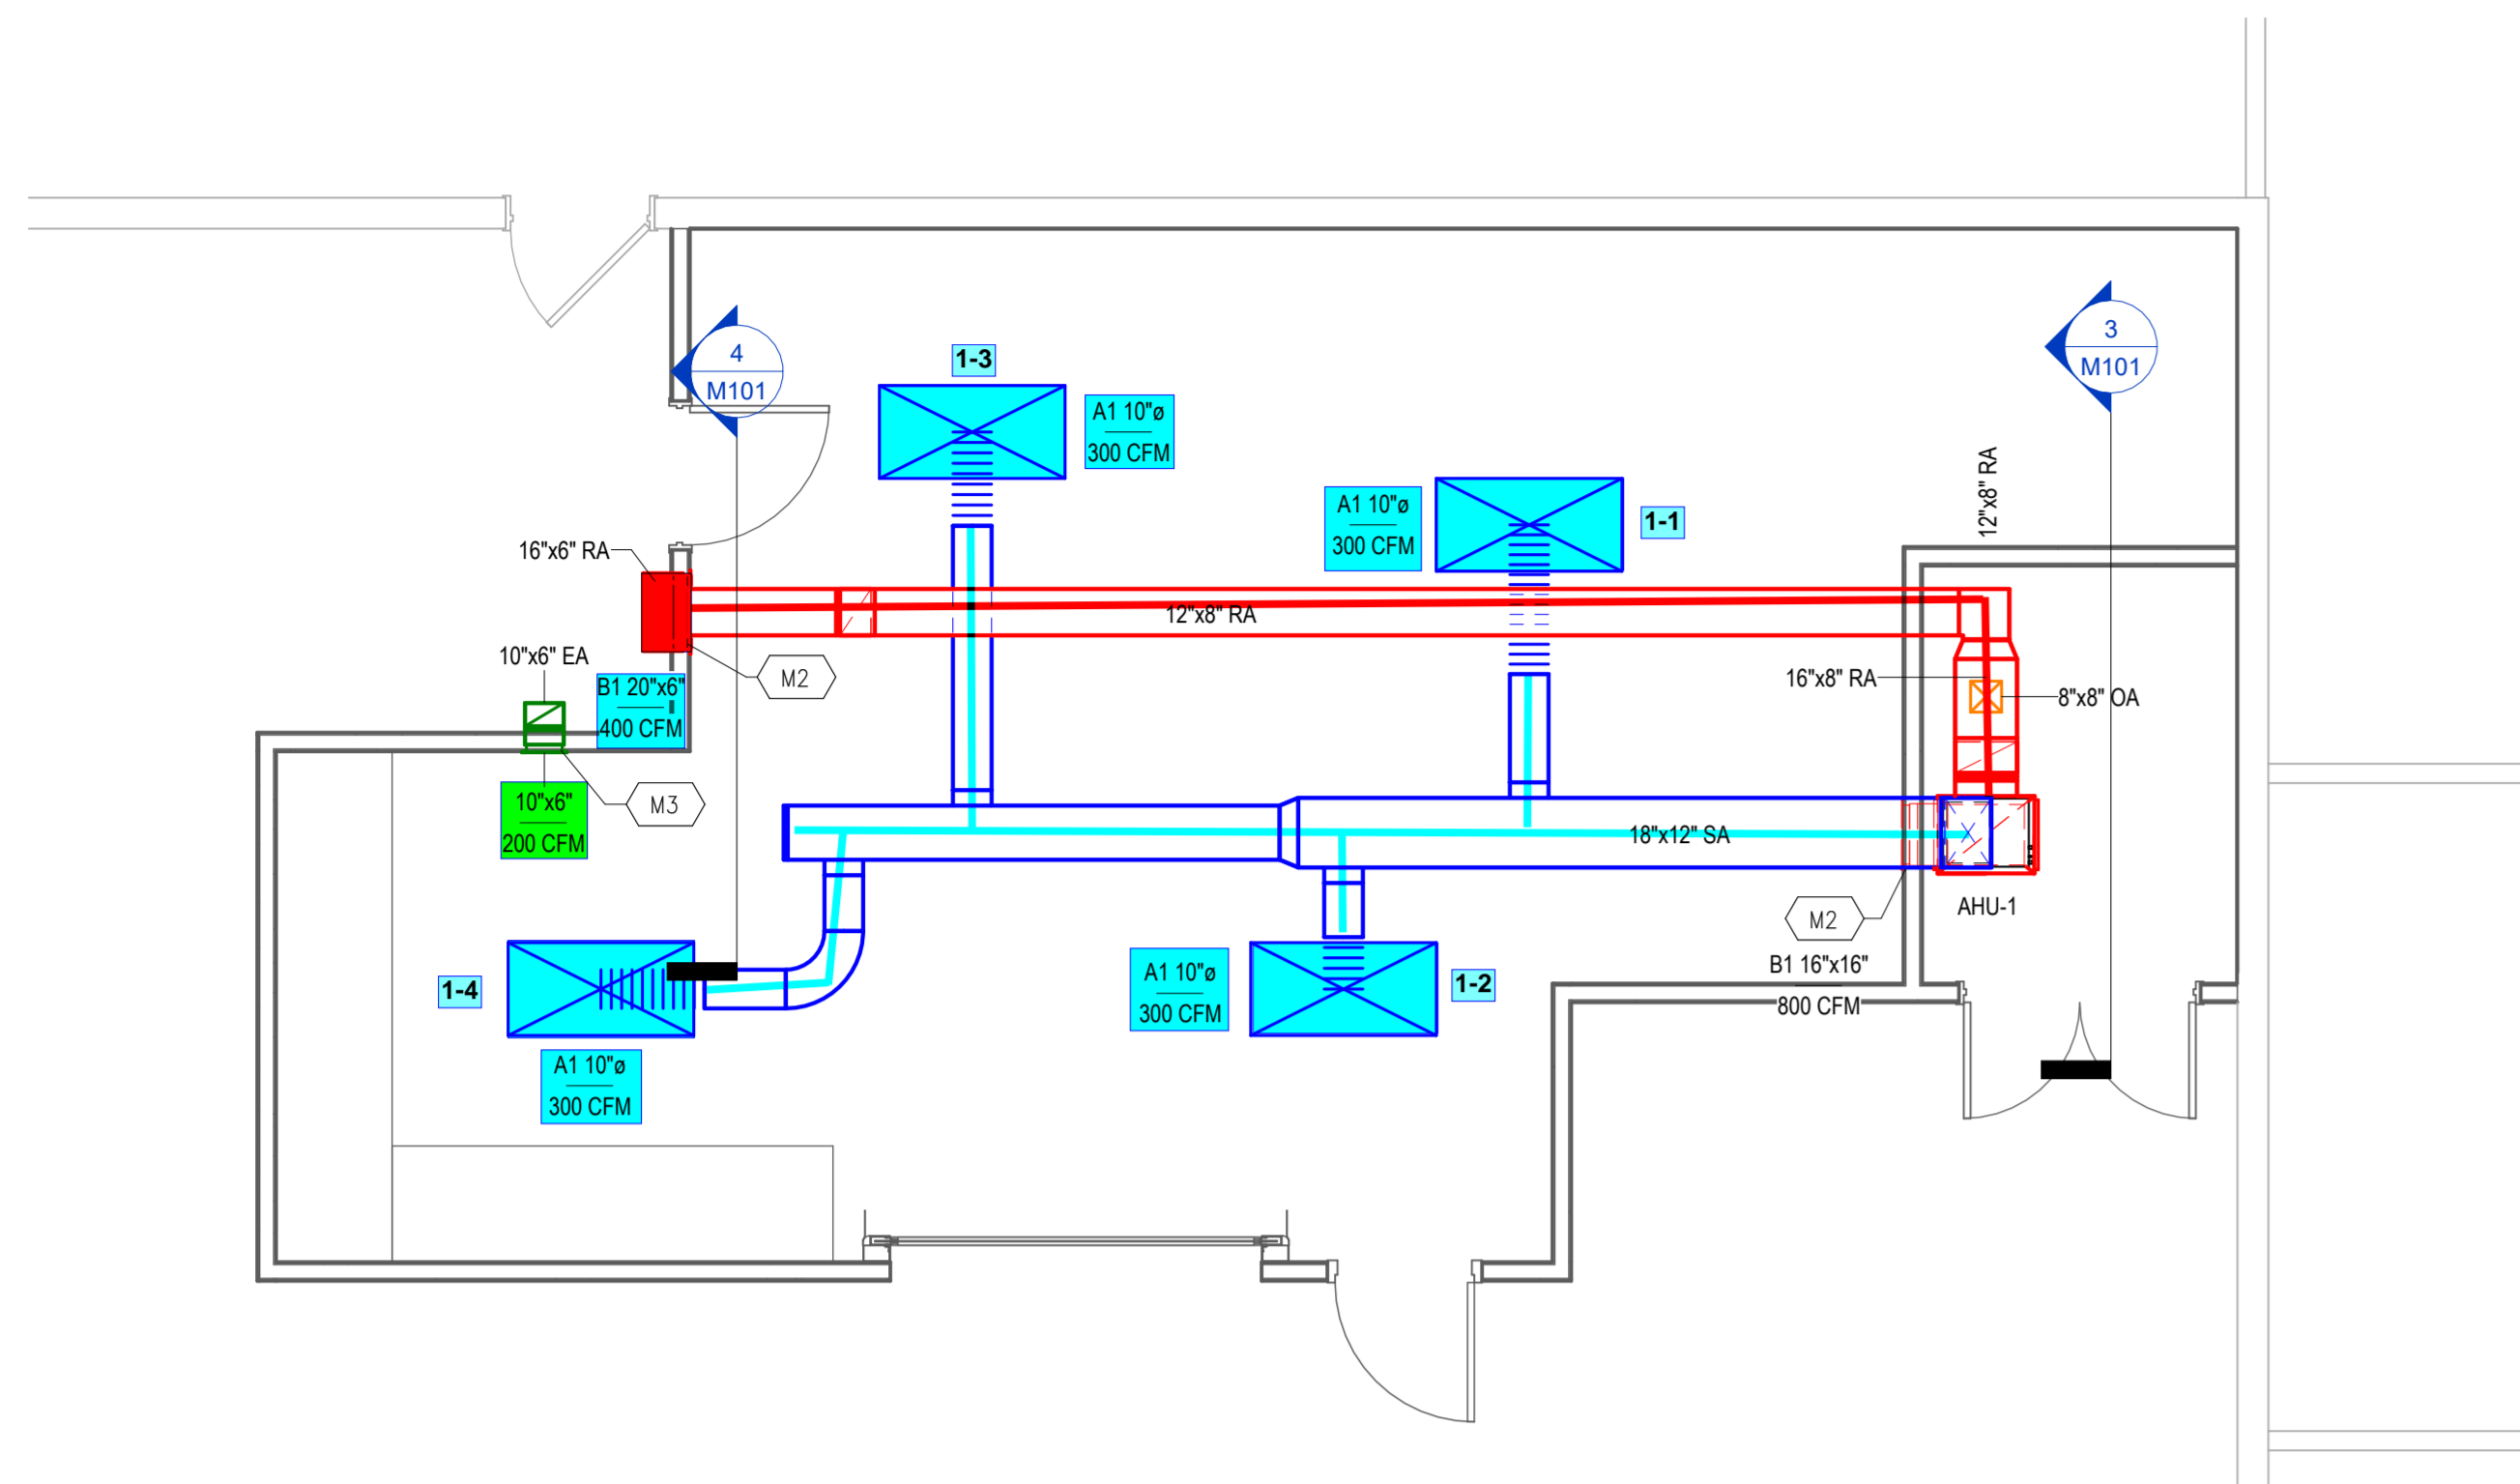 3
M101
4
M101
1-3
A1 10"ø
300 CFM
12"x8" RA
A1 10"ø
300 CFM
1-1
16"x6" RA
12"x8" RA
10"x6" EA
M2
16"x8" RA
8"x8" OA
B1 20"x6"
400 CFM
10"x6"
200 CFM
M3
18"x12" SA
AHU-1
M2
B1 16"x16"
800 CFM
1-4
A1 10"ø
300 CFM
1-2
A1 10"ø
300 CFM